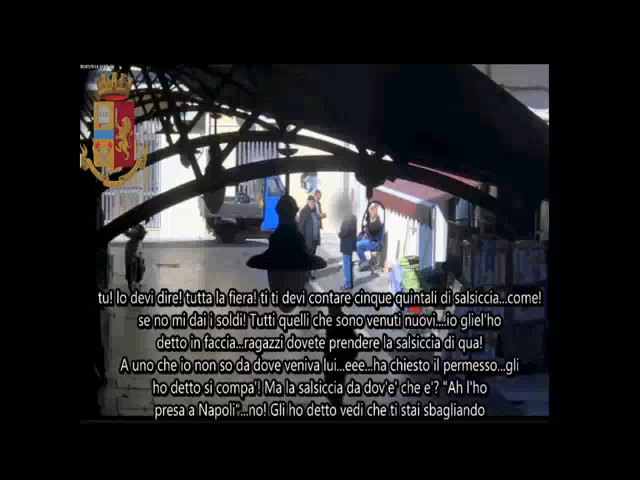 tu! lo devi dire! tutta la fiera! ti ti devi contare cinque quintali di salsiccia...come!
se no mi dai i soldi! Tutti quelli che sono venuti nuovi....io gliel'ho
detto in faccia...ragazzi dovete prendere la salsiccia di qua!
A uno che io non so da dove veniva lui...eee...ha chiesto il permesso...gli
ho detto si compa'! Ma la salsiccia da dov'e' che e'? "Ah l'ho
presa a Napoli"...no! Gli ho detto vedi che ti stai sbagliando